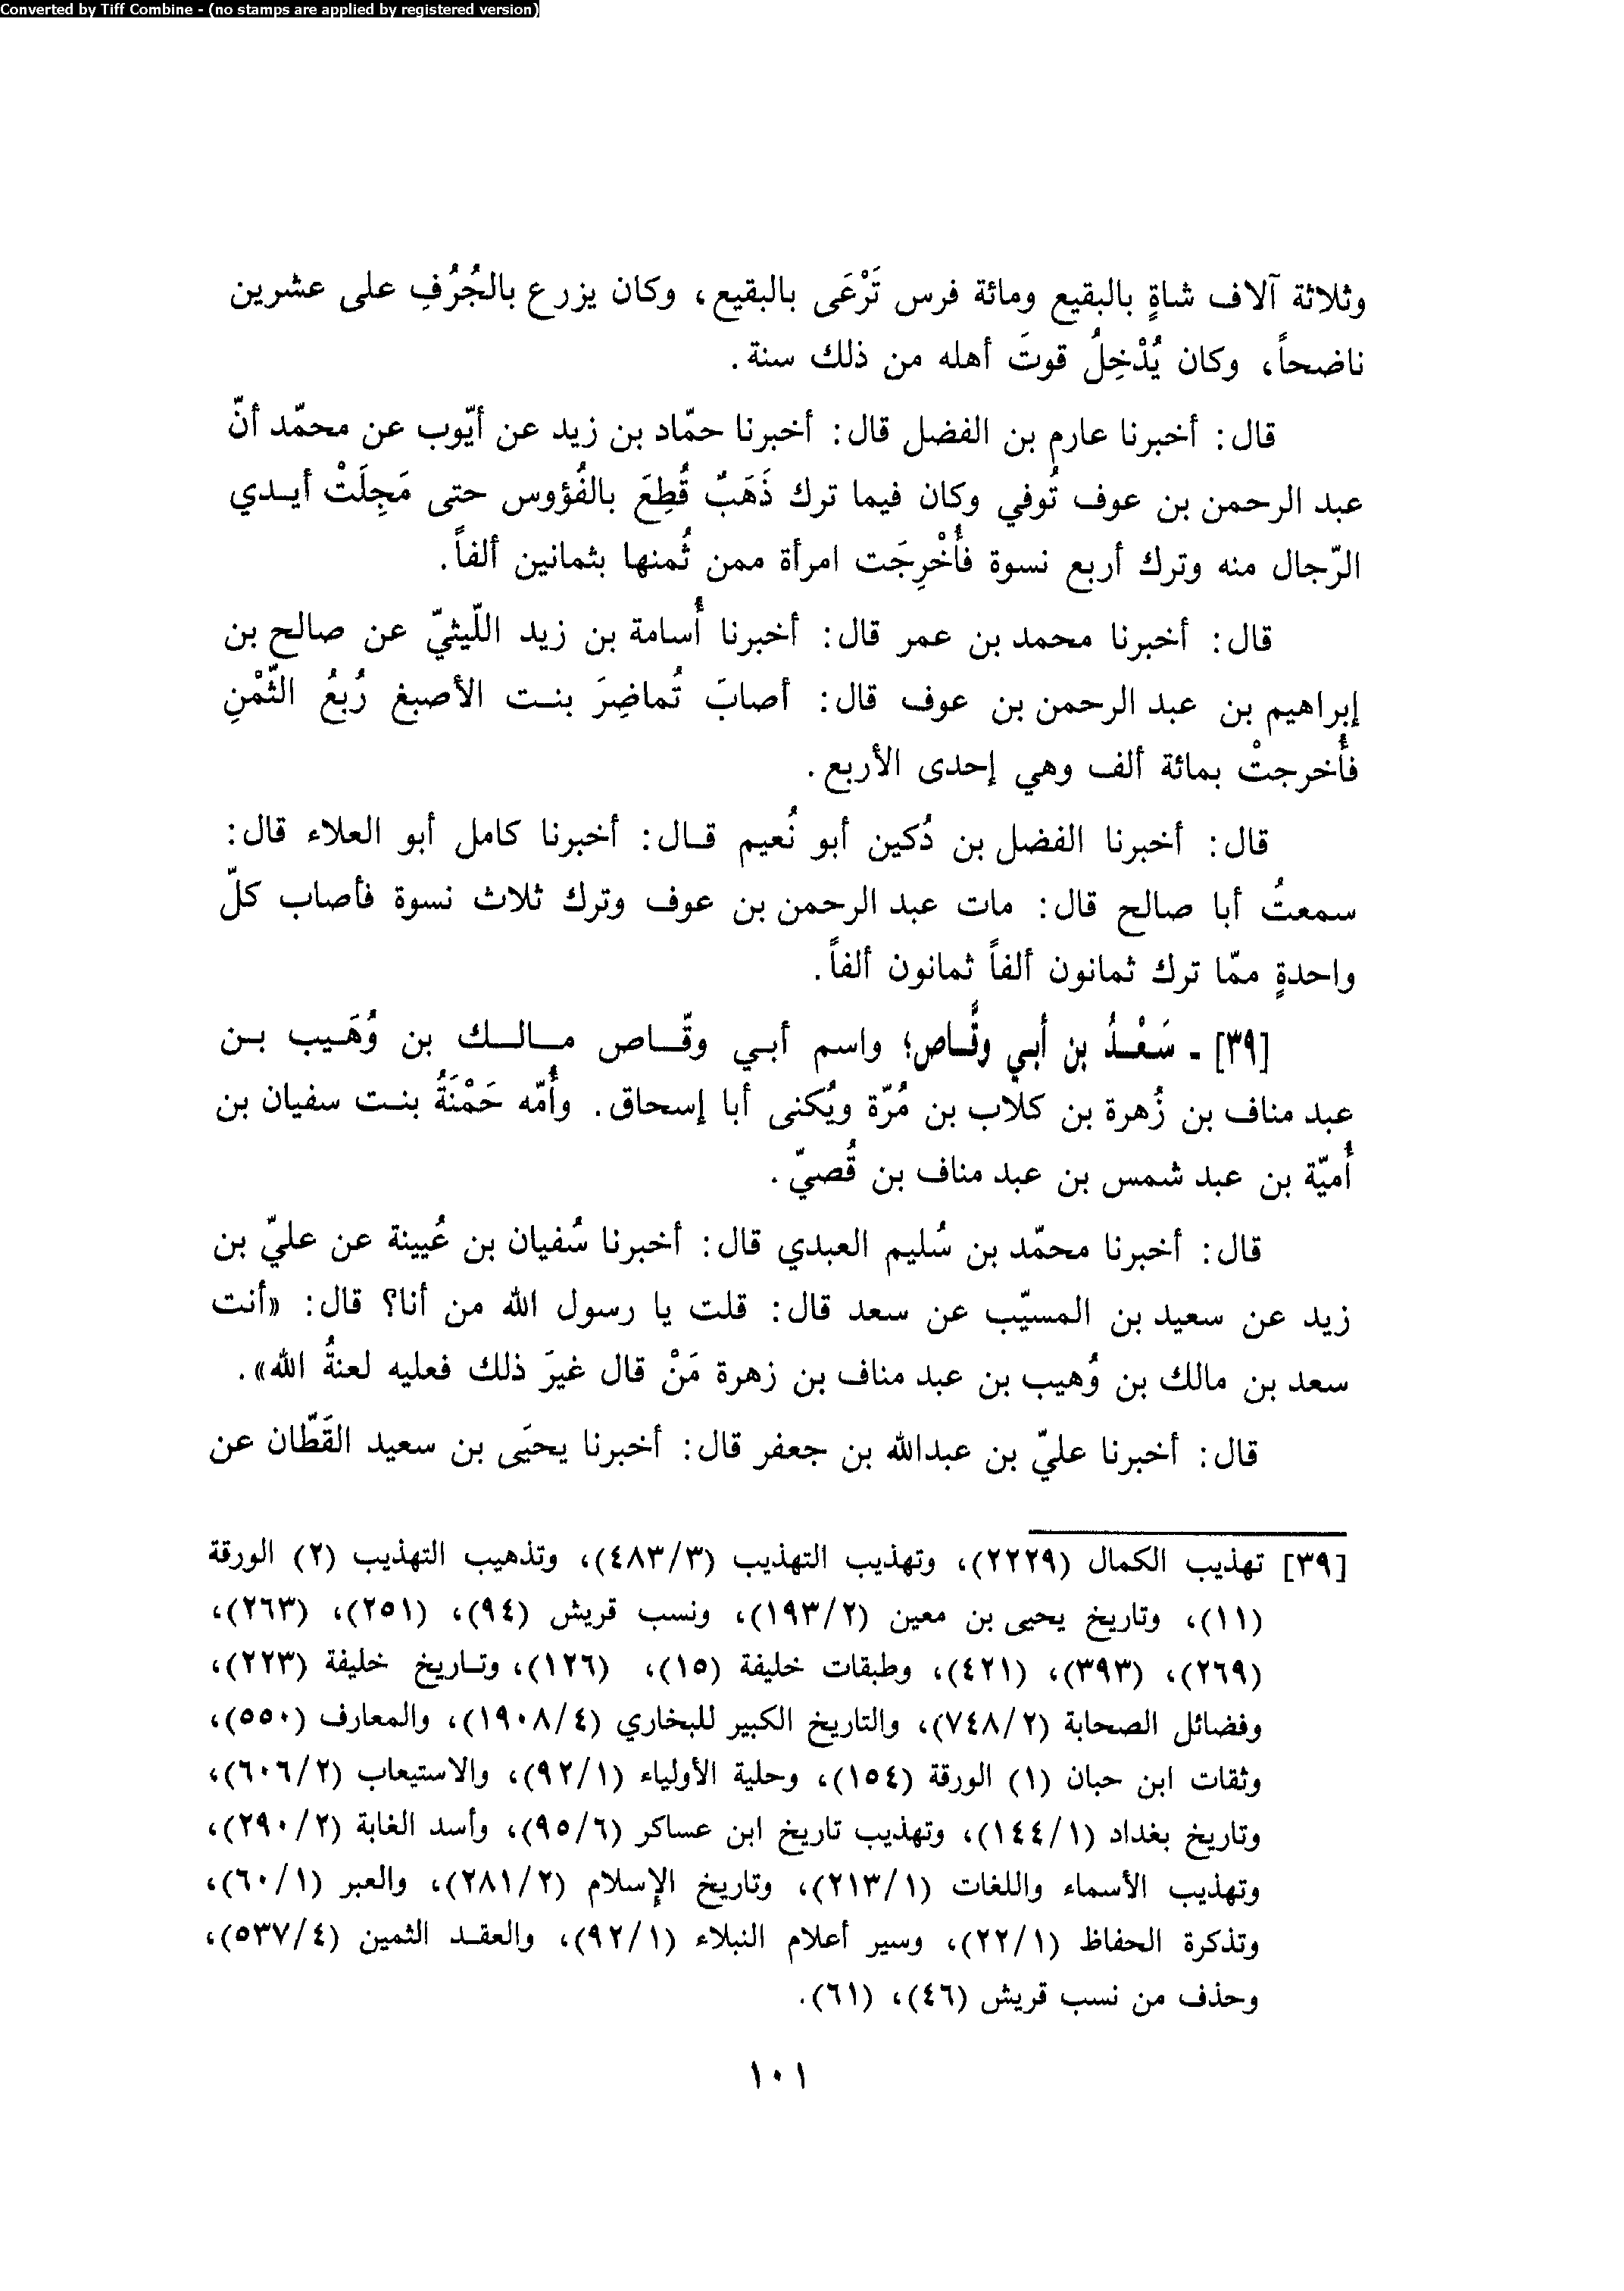 Converted by Tiff Combine - (no stamps are applied by registered version)
وثلاثة آلاف شاةٍ بالبقيع ومائة فرس تَرْعَى بالبقيع، وكان يزرع بالجُرُفِ على عشرين
ناضحاً، وكان يُدْخِلُ قوتَ أهله من ذلك سنة.
قال: أخبرنا عارم بن الفضل قال: أخبرنا حمّاد بن زيد عن أيّوب عن محمّد أنّ
عبد الرحمن بن عوف تُوفي وكان فيما ترك ذَهَبٌ قُطِعَ بالفُؤوس حتى مَجِلَتْ أيـدي
الرّجال منه وترك أربع نسوة فأُخْرِجَت امرأة ممن ثُمنها بثمانين ألفاً.
قال: أخبرنا محمد بن عمر قال: أخبرنا أُسامة بن زيد اللّيثيّ عن صالح بن
إبراهيم بن عبد الرحمن بن عوف قال: أصابَ تُماضِرَ بنـت الأصبغ رُبعُ الثّمْنِ
فأُخرجتْ بمائة ألف وهي إحدى الأربع.
قال: أخبرنا الفضل بن دُكين أبو نُعيم قـال: أخبرنا كامل أبو العلاء قال:
سمعتُ أبا صالح قال: مات عبد الرحمن بن عوف وترك ثلاث نسوة فأصاب كلّ
واحدةٍ ممّا ترك ثمانون ألفاً ثمانون ألفاً.
[٣٩] - سَعْـدُ بن أبي وقّـاص؛ واسم أبـي وقّـاص مـالـك بن وُهَـيب بـن
عبد مناف بن زُهرة بن كلاب بن مُرّة ويُكنى أبا إسحاق. وأُمّه حَمْنَةُ بنـت سفيان بن
أُميّة بن عبد شمس بن عبد مناف بن قُصيّ.
قال: أخبرنا محمّد بن سُليم العبدي قال: أخبرنا سُفيان بن عُيينة عن عليّ بن
زيد عن سعيد بن المسيّب عن سعد قال: قلت يا رسول الله من أنا؟ قال: «أنت
سعد بن مالك بن وُهيب بن عبد مناف بن زهرة مَنْ قال غيرَ ذلك فعليه لعنةُ الله».
قال: أخبرنا عليّ بن عبدالله بن جعفر قال: أخبرنا يحيَى بن سعيد القَطّان عن
[٣٩] تهذيب الكمال (٢٢٢٩)، وتهذيب التهذيب (٤٨٣/٣)، وتذهيب التهذيب (٢) الورقة
(١١)، وتاريخ يحيى بن معين (١٩٣/٢)، ونسب قريش (٩٤)، (٢٥١)، (٢٦٣)،
(٢٦٩)، (٣٩٣)، (٤٢١)، وطبقات خليفة (١٥)، (١٢٦)، وتـاريخ خليفة (٢٢٣)،
وفضائل الصحابة (٧٤٨/٢)، والتاريخ الكبير للبخاري (١٩٠٨/٤)، والمعارف (٥٥٠)،
وثقات ابن حبان (١) الورقة (١٥٤)، وحلية الأولياء (٩٢/١)، والاستيعاب (٦٠٦/٢)،
وتاريخ بغداد (١٤٤/١)، وتهذيب تاريخ ابن عساكر (٩٥/٦)، وأسد الغابة (٢٩٠/٢)،
وتهذيب الأسماء واللغات (٢١٣/١)، وتاريخ الإسلام (٢٨١/٢)، والعبر (٦٠/١)،
وتذكرة الحفاظ (٢٢/١)، وسير أعلام النبلاء (٩٢/١)، والعقـد الثمين (٥٣٧/٤)،
وحذف من نسب قريش (٤٦)، (٦١).
١٠١